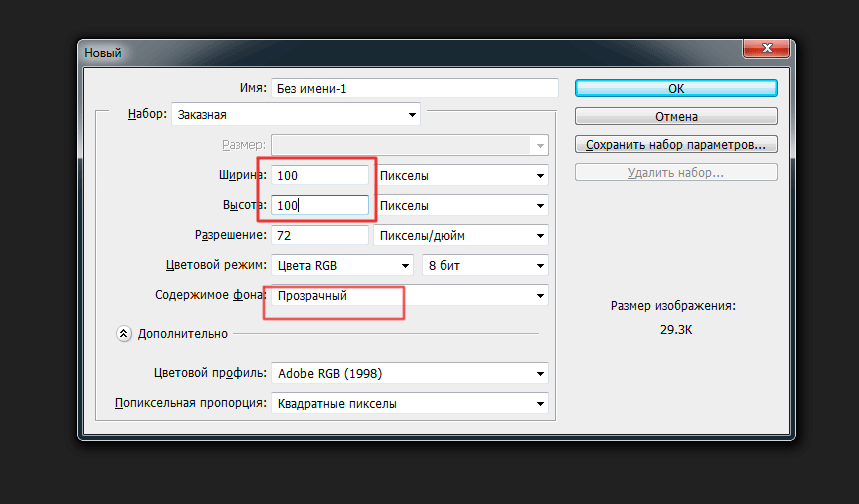 Новый
Имя: Без имени-1
OK
Набор: Заказная
Отмена
Размер:
Сохранить набор параметров...
Ширина: 100 Пикселы
Удалить набор...
Высота: 100 Пикселы
Разрешение: 72 Пикселы/дюйм
Цветовой режим: Цвета RGB 8 бит
Содержимое фона: Прозрачный
Размер изображения:
29.3K
Дополнительно
Цветовой профиль: Adobe RGB (1998)
Попиксельная пропорция: Квадратные пикселы